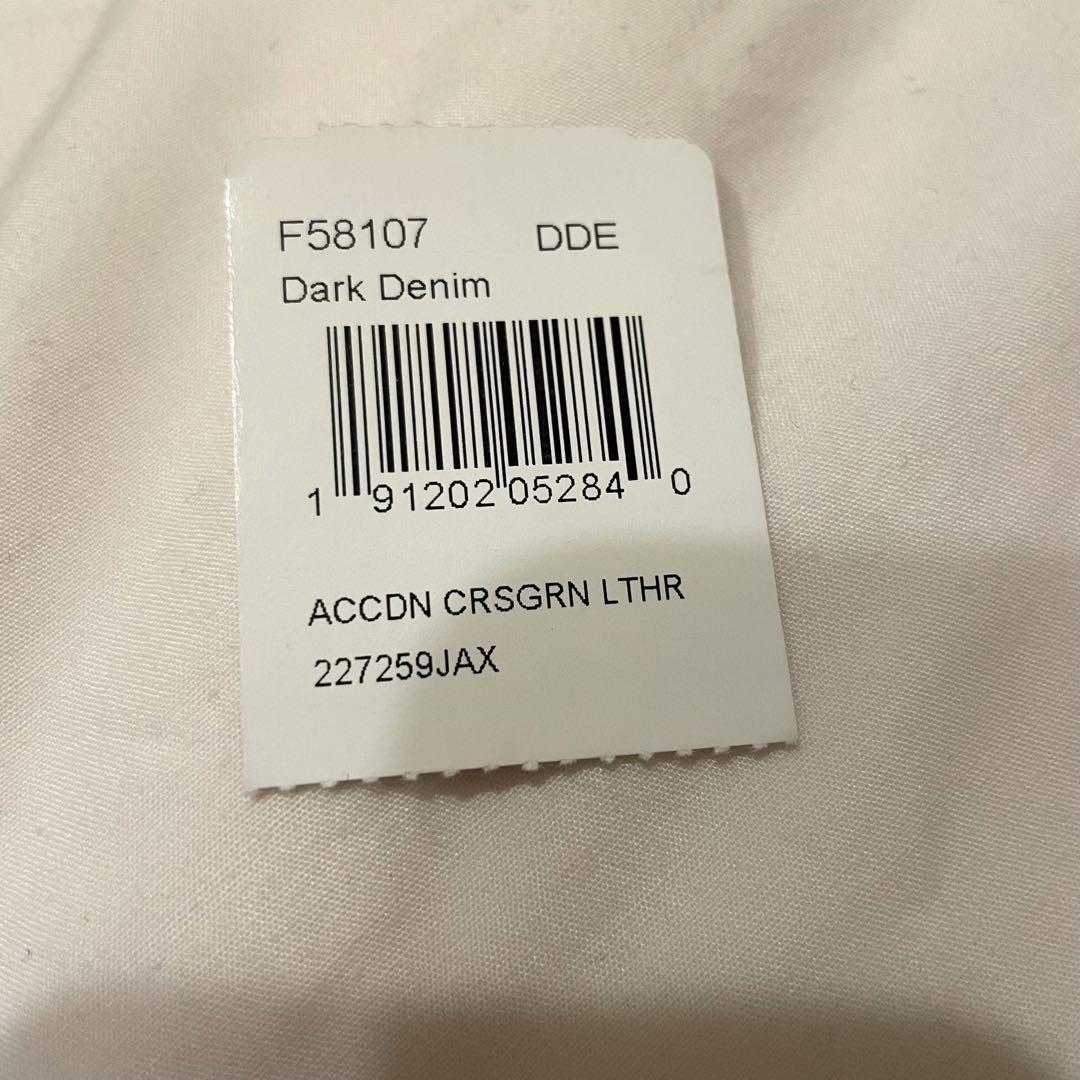 F58107 DDE
Dark Denim
1 91202 05284 0
ACCDN CRSGRN LTHR
227259JAX